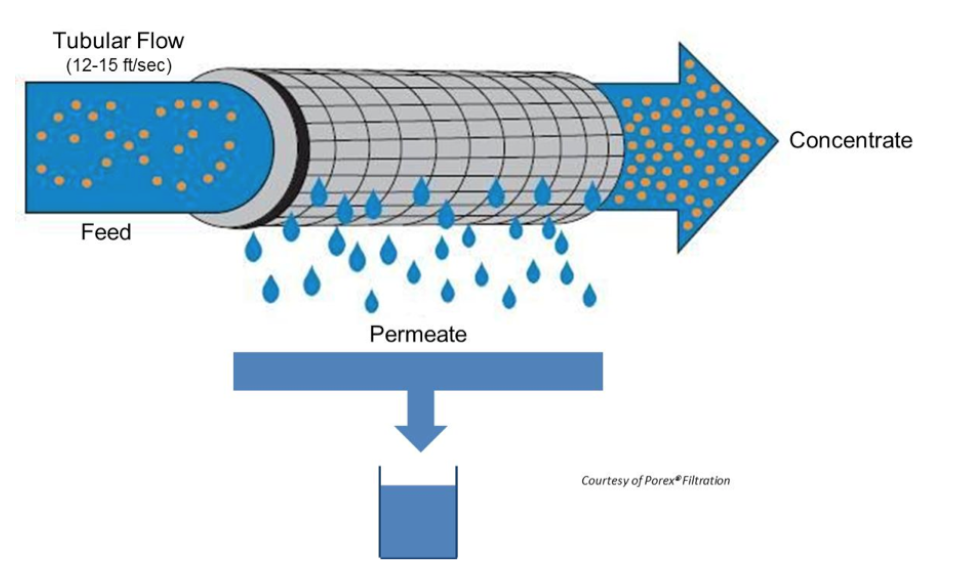 Tubular Flow
(12-15 ft/sec)
Concentrate
Feed
Permeate
Courtesy of Porex® Filtration